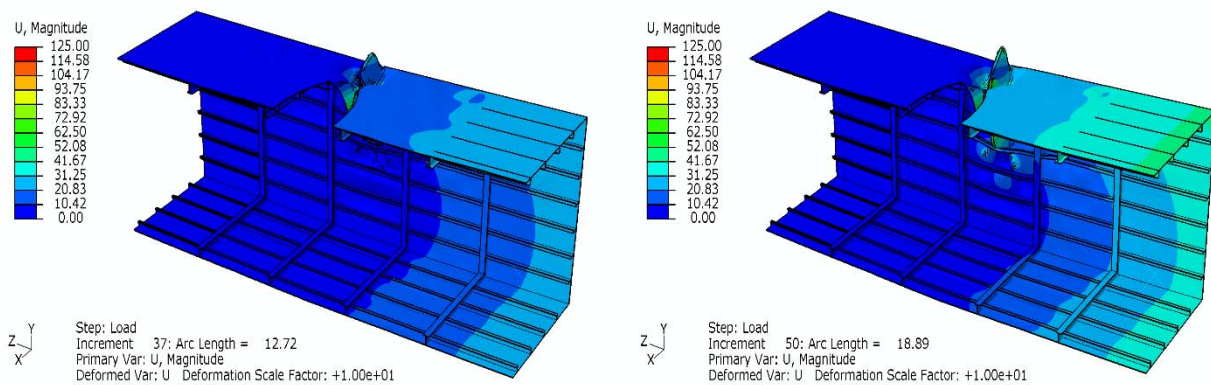 U, Magnitude
125.00
114.58
104.17
93.75
83.33
72.92
62.50
52.08
41.67
31.25
20.83
10.42
0.00
Y
Z
X
Step: Load
Increment 37: Arc Length = 12.72
Primary Var: U, Magnitude
Deformed Var: U Deformation Scale Factor: +1.00e+01
U, Magnitude
125.00
114.58
104.17
93.75
83.33
72.92
62.50
52.08
41.67
31.25
20.83
10.42
0.00
Y
Z
X
Step: Load
Increment 50: Arc Length = 18.89
Primary Var: U, Magnitude
Deformed Var: U Deformation Scale Factor: +1.00e+01